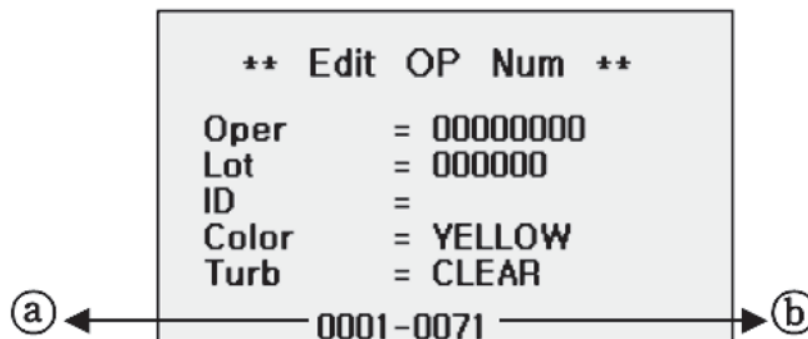 ** Edit OP Num **
Oper = 00000000
Lot = 000000
ID =
Color = YELLOW
Turb = CLEAR
ⓐ 0001-0071 ⓑ